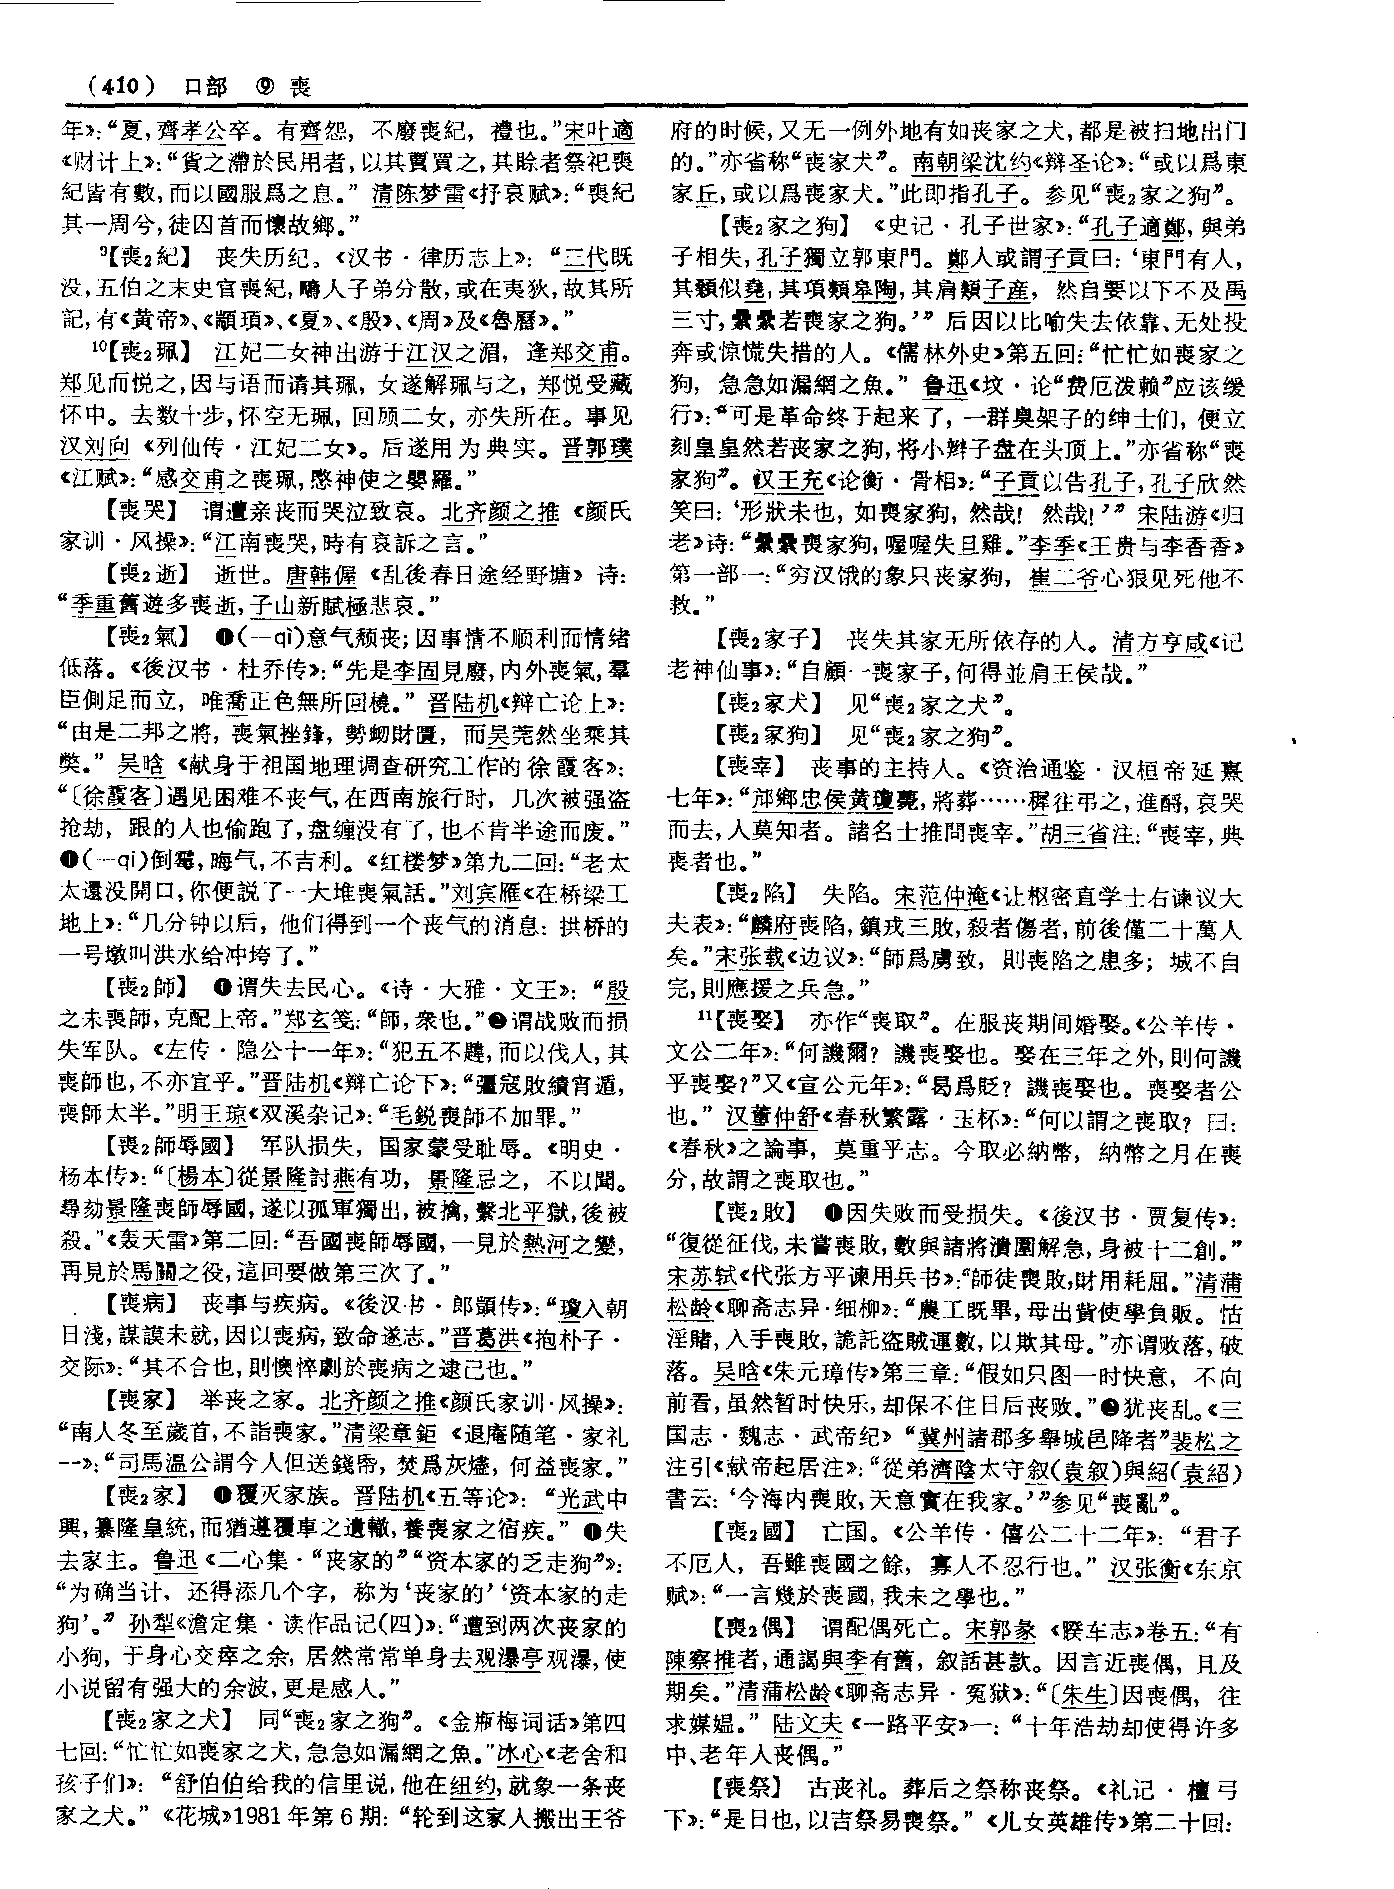 (410) 口部 ⑨ 喪
年》：“夏，齊孝公卒。有齊怨，不廢喪紀，禮也。”宋叶適
《财计上》：“貨之滯於民用者，以其賈買之，其賒者祭祀喪
紀皆有數，而以國服爲之息。” 清陈梦雷《抒哀赋》：“喪紀
其一周兮，徒囚首而懷故鄉。”
⁹【喪₂紀】 丧失历纪。《汉书·律历志上》：“三代既
没，五伯之末史官喪紀，疇人子弟分散，或在夷狄，故其所
記，有《黄帝》、《顓頊》、《夏》、《殷》、《周》及《魯曆》。”
¹⁰【喪₂珮】 江妃二女神出游于江汉之湄，逢郑交甫。
郑见而悦之，因与语而请其珮，女遂解珮与之，郑悦受藏
怀中。去数十步，怀空无珮，回顾二女，亦失所在。事见
汉刘向《列仙传·江妃二女》。后遂用为典实。晋郭璞
《江赋》：“感交甫之喪珮，愍神使之嬰羅。”
【喪哭】 谓遭亲丧而哭泣致哀。北齐颜之推《颜氏
家训·风操》：“江南喪哭，時有哀訴之言。”
【喪₂逝】 逝世。唐韩偓《乱後春日途经野塘》诗：
“季重舊遊多喪逝，子山新賦極悲哀。”
【喪₂氣】 ❶(—qì)意气颓丧；因事情不顺利而情绪
低落。《後汉书·杜乔传》：“先是李固見廢，内外喪氣，羣
臣側足而立，唯喬正色無所回橈。” 晋陆机《辩亡论上》：
“由是二邦之將，喪氣挫鋒，勢衂財匱，而吴莞然坐乘其
獘。” 吴晗《献身于祖国地理调查研究工作的徐霞客》：
“〔徐霞客〕遇见困难不丧气，在西南旅行时，几次被强盗
抢劫，跟的人也偷跑了，盘缠没有了，也不肯半途而废。”
❶(—qi)倒霉，晦气，不吉利。《红楼梦》第九二回：“老太
太還没開口，你便説了一大堆喪氣話。”刘宾雁《在桥梁工
地上》：“几分钟以后，他们得到一个丧气的消息：拱桥的
一号墩叫洪水给冲垮了。”
【喪₂師】 ❶谓失去民心。《诗·大雅·文王》：“殷
之未喪師，克配上帝。”郑玄笺：“師，衆也。”❷谓战败而损
失军队。《左传·隐公十一年》：“犯五不韙，而以伐人，其
喪師也，不亦宜乎。”晋陆机《辩亡论下》：“彊寇敗績宵遁，
喪師太半。”明王琼《双溪杂记》：“毛鋭喪師不加罪。”
【喪₂師辱國】 军队损失，国家蒙受耻辱。《明史·
杨本传》：“〔楊本〕從景隆討燕有功，景隆忌之，不以聞。
尋劾景隆喪師辱國，遂以孤軍獨出，被擒，繫北平獄，後被
殺。”《轰天雷》第二回：“吾國喪師辱國，一見於熱河之變，
再見於馬關之役，這回要做第三次了。”
【喪病】 丧事与疾病。《後汉书·郎顗传》：“瓊入朝
日淺，謀謨未就，因以喪病，致命遂志。”晋葛洪《抱朴子·
交际》：“其不合也，則懊悴劇於喪病之逮己也。”
【喪家】 举丧之家。北齐颜之推《颜氏家训·风操》：
“南人冬至歲首，不詣喪家。”清梁章鉅《退庵随笔·家礼
一》：“司馬温公謂今人但送錢帋，焚爲灰燼，何益喪家。”
【喪₂家】 ❶覆灭家族。晋陆机《五等论》：“光武中
興，纂隆皇統，而猶遵覆車之遺轍，養喪家之宿疾。” ❶失
去家主。鲁迅《二心集·“丧家的”“资本家的乏走狗”》：
“为确当计，还得添几个字，称为‘丧家的’‘资本家的走
狗’。” 孙犁《澹定集·读作品记(四)》：“遭到两次丧家的
小狗，于身心交瘁之余，居然常常单身去观瀑亭观瀑，使
小说留有强大的余波，更是感人。”
【喪₂家之犬】 同“喪₂家之狗”。《金瓶梅词话》第四
七回：“忙忙如喪家之犬，急急如漏網之魚。”冰心《老舍和
孩子们》：“舒伯伯给我的信里说，他在纽约，就象一条丧
家之犬。”《花城》1981年第6期：“轮到这家人搬出王爷
府的时候，又无一例外地有如丧家之犬，都是被扫地出门
的。”亦省称“喪家犬”。南朝梁沈约《辩圣论》：“或以爲東
家丘，或以爲喪家犬。”此即指孔子。参见“喪₂家之狗”。
【喪₂家之狗】 《史记·孔子世家》：“孔子適鄭，與弟
子相失，孔子獨立郭東門。鄭人或謂子貢曰：‘東門有人，
其顙似堯，其項類皋陶，其肩類子産，然自要以下不及禹
三寸，纍纍若喪家之狗。’” 后因以比喻失去依靠、无处投
奔或惊慌失措的人。《儒林外史》第五回：“忙忙如喪家之
狗，急急如漏網之魚。” 鲁迅《坟·论“费厄泼赖”应该缓
行》：“可是革命终于起来了，一群臭架子的绅士们，便立
刻皇皇然若丧家之狗，将小辫子盘在头顶上。”亦省称“喪
家狗”。汉王充《论衡·骨相》：“子貢以告孔子，孔子欣然
笑曰：‘形狀未也，如喪家狗，然哉！然哉！’” 宋陆游《归
老》诗：“纍纍喪家狗，喔喔失旦雞。”李季《王贵与李香香》
第一部一：“穷汉饿的象只丧家狗，崔二爷心狠见死他不
救。”
【喪₂家子】 丧失其家无所依存的人。清方亨咸《记
老神仙事》：“自顧一喪家子，何得並肩王侯哉。”
【喪₂家犬】 见“喪₂家之犬”。
【喪₂家狗】 见“喪₂家之狗”。
【喪宰】 丧事的主持人。《资治通鉴·汉桓帝延熹
七年》：“邟鄉忠侯黄瓊薨，將葬……穉往弔之，進酹，哀哭
而去，人莫知者。諸名士推問喪宰。”胡三省注：“喪宰，典
喪者也。”
【喪₂陷】 失陷。宋范仲淹《让枢密直学士右谏议大
夫表》：“麟府喪陷，鎮戎三敗，殺者傷者，前後僅二十萬人
矣。”宋张载《边议》：“師爲虜致，則喪陷之患多；城不自
完，則應援之兵急。”
¹¹【喪娶】 亦作“喪取”。在服丧期间婚娶。《公羊传·
文公二年》：“何譏爾？譏喪娶也。娶在三年之外，則何譏
乎喪娶？”又《宣公元年》：“曷爲貶？譏喪娶也。喪娶者公
也。” 汉董仲舒《春秋繁露·玉杯》：“何以謂之喪取？曰：
《春秋》之論事，莫重乎志。今取必納幣，納幣之月在喪
分，故謂之喪取也。”
【喪₂敗】 ❶因失败而受损失。《後汉书·贾复传》：
“復從征伐，未嘗喪敗，數與諸將潰圍解急，身被十二創。”
宋苏轼《代张方平谏用兵书》：“師徒喪敗，財用耗屈。”清蒲
松龄《聊斋志异·细柳》：“農工既畢，母出貲使學負販。怙
淫賭，入手喪敗，詭託盗賊運數，以欺其母。”亦谓败落，破
落。吴晗《朱元璋传》第三章：“假如只图一时快意，不向
前看，虽然暂时快乐，却保不住日后丧败。”❷犹丧乱。《三
国志·魏志·武帝纪》“冀州諸郡多舉城邑降者”裴松之
注引《献帝起居注》：“從弟濟陰太守叙(袁叙)與紹(袁紹)
書云：‘今海内喪敗，天意實在我家。’”参见“喪亂”。
【喪₂國】 亡国。《公羊传·僖公二十二年》：“君子
不厄人，吾雖喪國之餘，寡人不忍行也。” 汉张衡《东京
赋》：“一言幾於喪國，我未之學也。”
【喪₂偶】 谓配偶死亡。宋郭彖《睽车志》卷五：“有
陳察推者，通謁與李有舊，叙話甚款。因言近喪偶，且及
期矣。”清蒲松龄《聊斋志异·冤狱》：“〔朱生〕因喪偶，往
求媒媪。” 陆文夫《一路平安》一：“十年浩劫却使得许多
中、老年人丧偶。”
【喪祭】 古丧礼。葬后之祭称丧祭。《礼记·檀弓
下》：“是日也，以吉祭易喪祭。” 《儿女英雄传》第二十回：